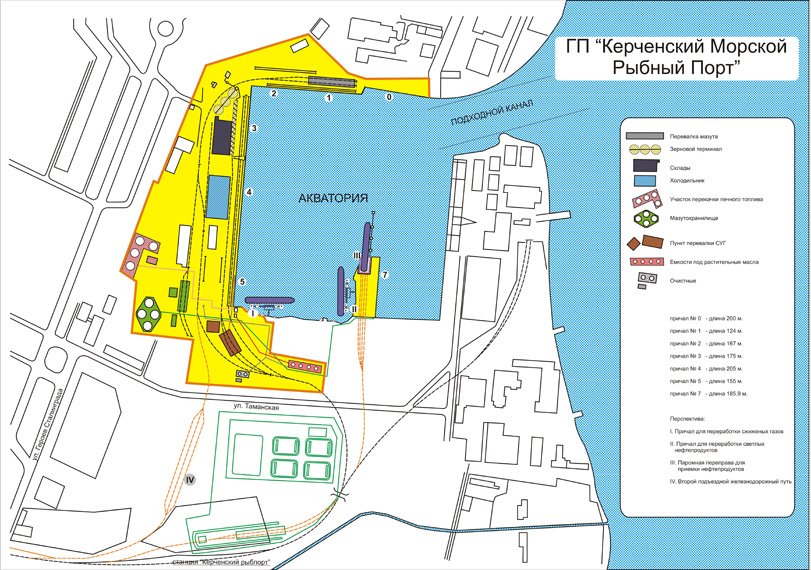 ГП “Керченский Морской
Рыбный Порт”
ПОДХОДНОЙ КАНАЛ
АКВАТОРИЯ
2
1
0
3
4
5
7
I
II
III
IV
ул. Таманская
ул. Героев Сталинграда
станция "Керченский рыбпорт"
Перевалка мазута
Зерновой терминал
Склады
Холодильник
Участок перекачки печного топлива
Мазутохранилище
Пункт перевалки СУГ
Емкости под растительные масла
Очистные
причал № 0 - длина 200 м.
причал № 1 - длина 124 м.
причал № 2 - длина 167 м.
причал № 3 - длина 175 м.
причал № 4 - длина 205 м.
причал № 5 - длина 155 м.
причал № 7 - длина 185,9 м.
Перспектива:
I. Причал для переработки сжиженых газов
II. Причал для переработки светлых
нефтепродуктов
III. Паромная переправа для
приемки нефтепродуктов
IV. Второй подъездной железнодорожный путь